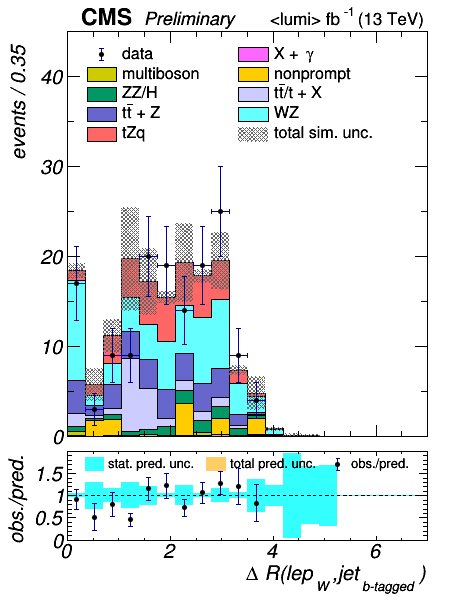 CMS Preliminary <lumi> fb⁻¹ (13 TeV)
events / 0.35
40
30
20
10
0
data
multiboson
ZZ/H
tt̄ + Z
tZq
X + γ
nonprompt
tt̄/t + X
WZ
total sim. unc.
obs./pred.
1.5
1
0.5
0
stat. pred. unc. total pred. unc. obs./pred.
0 2 4 6
Δ R(lep_W,jet_b-tagged)